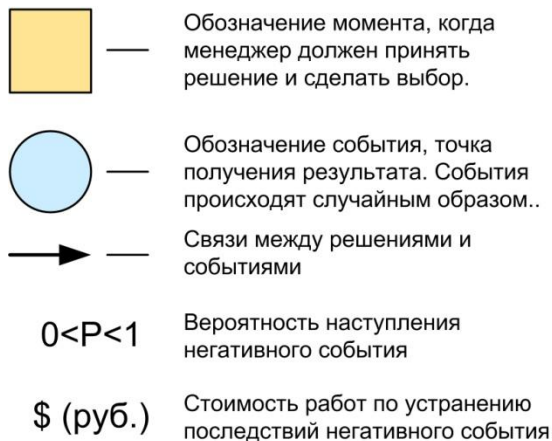 Обозначение момента, когда
менеджер должен принять
решение и сделать выбор.
Обозначение события, точка
получения результата. События
происходят случайным образом..
Связи между решениями и
событиями
0<P<1
Вероятность наступления
негативного события
$ (руб.)
Стоимость работ по устранению
последствий негативного события